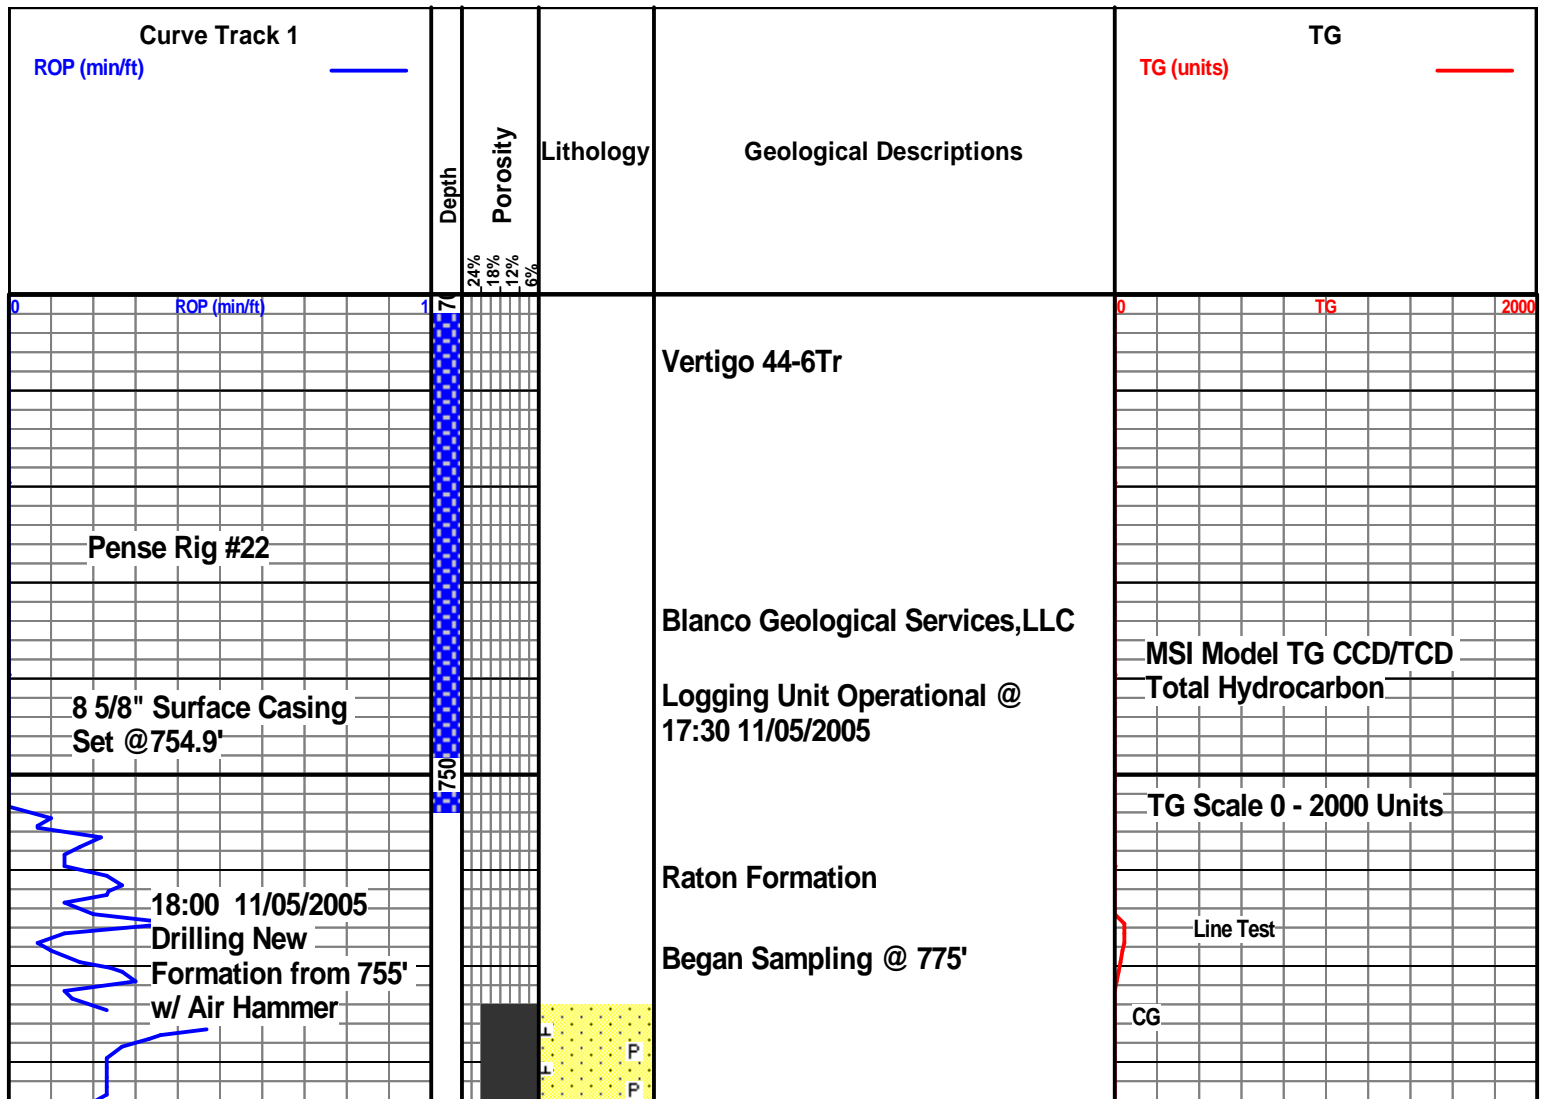 Curve Track 1
ROP (min/ft)
Depth
Porosity
24%
18%
12%
6%
Lithology
Geological Descriptions
TG
TG (units)
0 ROP (min/ft) 1
0 TG 2000
Vertigo 44-6Tr
Pense Rig #22
Blanco Geological Services,LLC
MSI Model TG CCD/TCD
Total Hydrocarbon
8 5/8" Surface Casing
Set @754.9'
Logging Unit Operational @
17:30 11/05/2005
750
TG Scale 0 - 2000 Units
Raton Formation
18:00 11/05/2005
Drilling New
Formation from 755'
w/ Air Hammer
Line Test
Began Sampling @ 775'
CG
P
P